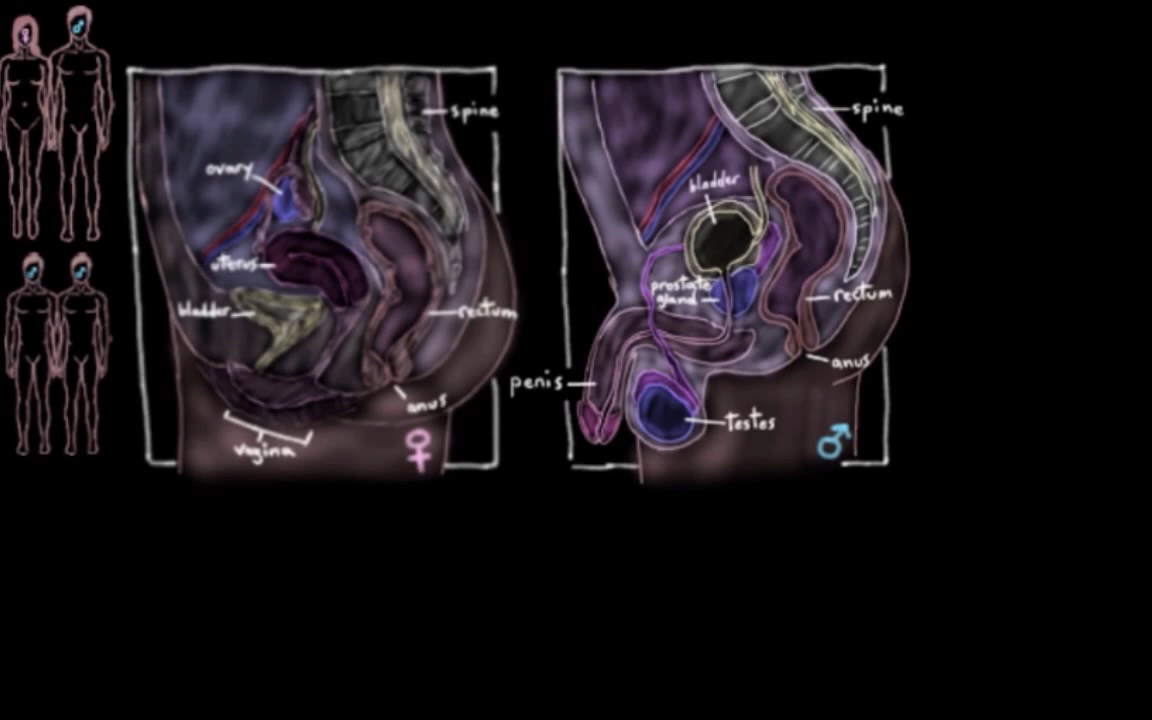 spine
ovary
uterus
bladder
rectum
anus
vagina
spine
bladder
prostate
gland
rectum
anus
penis
testes